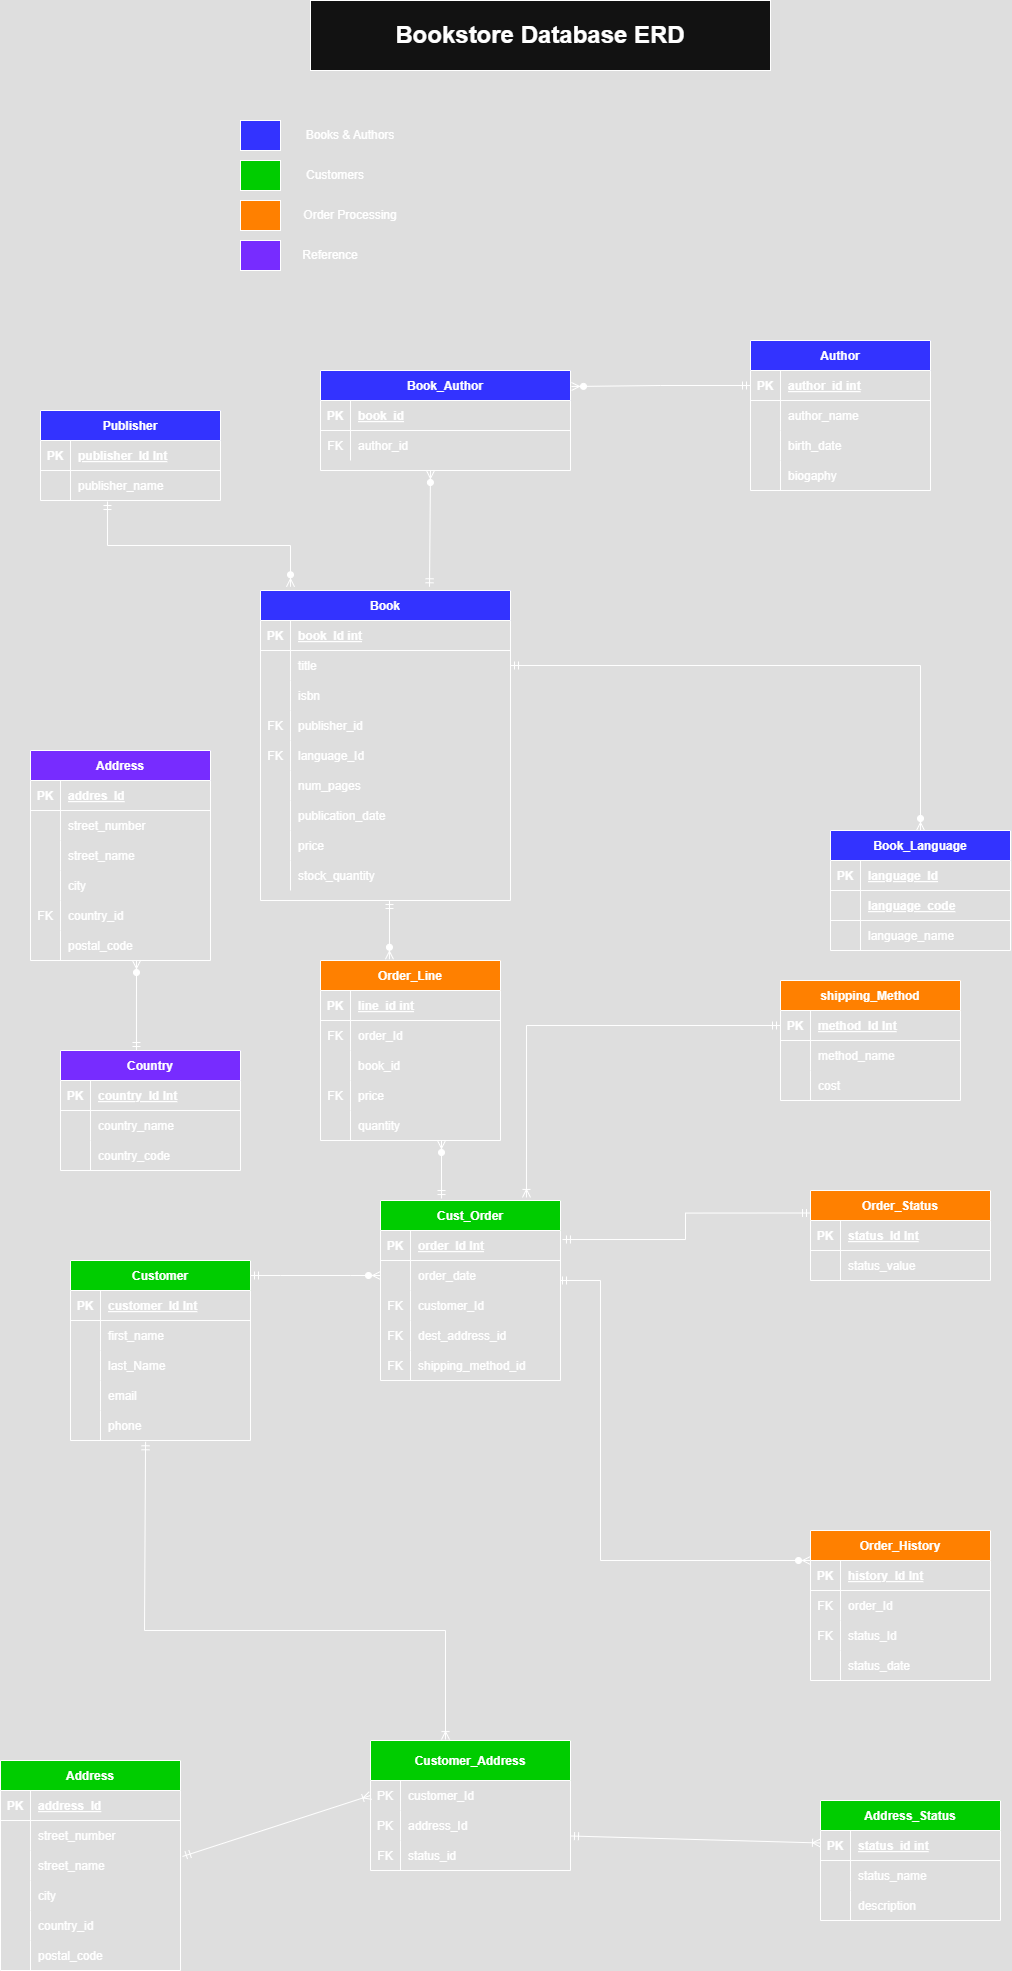 Bookstore Database ERD
Books & Authors
Customers
Order Processing
Reference
Author
PK author_id int
author_name
birth_date
biogaphy
Book_Author
PK book_id
FK author_id
Publisher
PK publisher_Id Int
publisher_name
Book
PK book_Id int
title
isbn
FK publisher_id
FK language_Id
num_pages
publication_date
price
stock_quantity
Address
PK addres_Id
street_number
street_name
city
FK country_id
postal_code
Book_Language
PK language_Id
language_code
language_name
Order_Line
PK line_id int
FK order_Id
book_id
FK price
quantity
shipping_Method
PK method_Id Int
method_name
cost
Country
PK country_Id Int
country_name
country_code
Order_Status
PK status_Id Int
status_value
Cust_Order
PK order_Id Int
order_date
FK customer_Id
FK dest_address_id
FK shipping_method_id
Customer
PK customer_Id Int
first_name
last_Name
email
phone
Order_History
PK history_Id Int
FK order_Id
FK status_Id
status_date
Customer_Address
PK customer_Id
PK address_Id
FK status_id
Address
PK address_Id
street_number
street_name
city
country_id
postal_code
Address_Status
PK status_id int
status_name
description